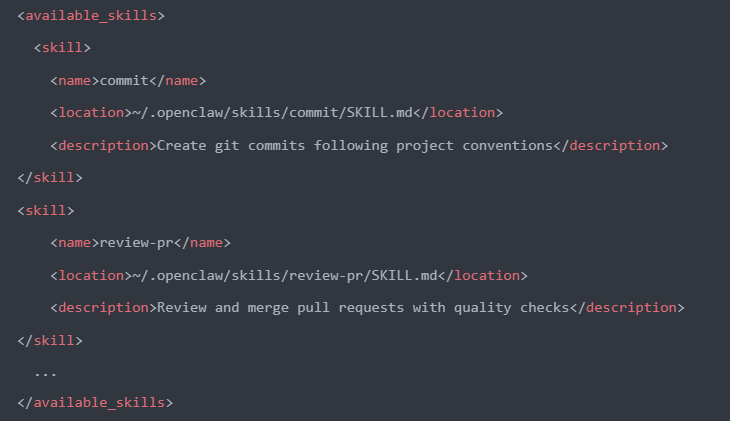 <available_skills>
<skill>
<name>commit</name>
<location>~/.openclaw/skills/commit/SKILL.md</location>
<description>Create git commits following project conventions</description>
</skill>
<skill>
<name>review-pr</name>
<location>~/.openclaw/skills/review-pr/SKILL.md</location>
<description>Review and merge pull requests with quality checks</description>
</skill>
...
</available_skills>